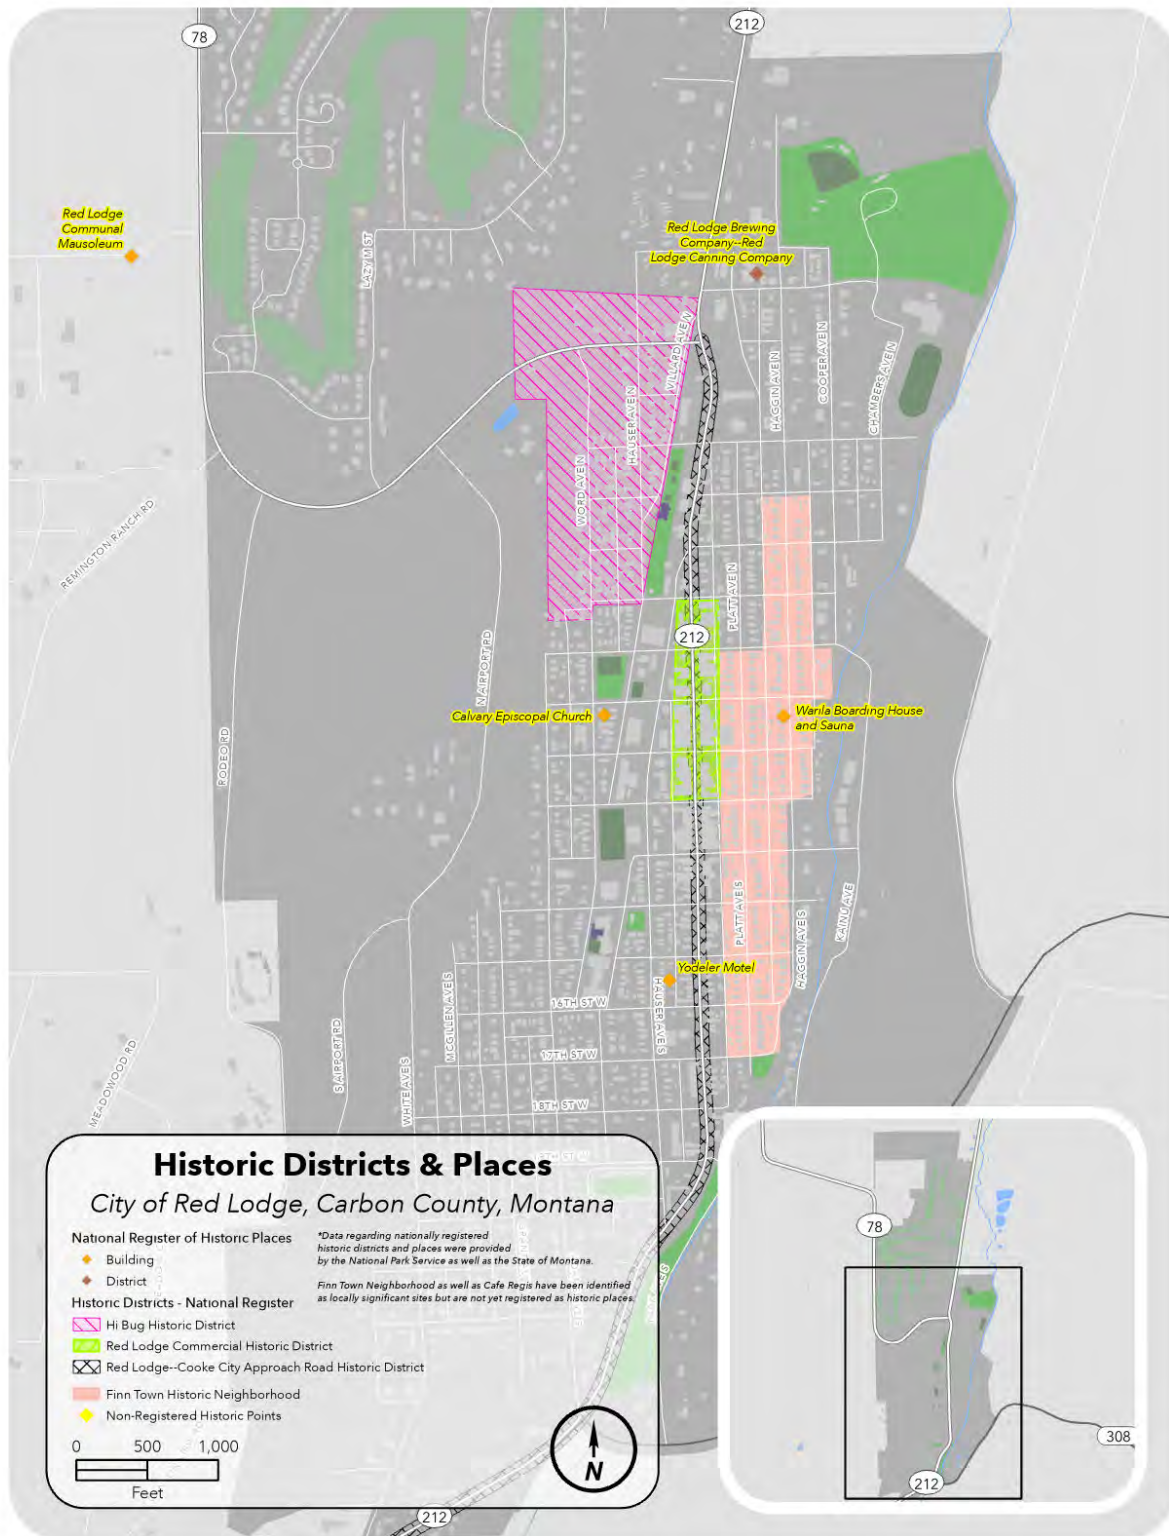 78
212
Red Lodge
Communal
Mausoleum
Red Lodge Brewing
Company--Red
Lodge Canning Company
LAZY M ST
VILLARD AVE N
HAUSER AVE N
WORD AVE N
HAGGIN AVE N
COOPER AVE N
CHAMBERS AVE N
REMINGTON RANCH RD
PLATT AVE N
212
N AIRPORT RD
Calvary Episcopal Church
Warila Boarding House
and Sauna
RODEO RD
PLATT AVE S
HAGGIN AVE S
KAINU AVE
Yodeler Motel
HAUSER AVE S
16TH ST W
MCGILLEN AVE S
S AIRPORT RD
17TH ST W
MEADOWOOD RD
WHITE AVE S
18TH ST W
Historic Districts & Places
City of Red Lodge, Carbon County, Montana
National Register of Historic Places
Building
District
*Data regarding nationally registered
historic districts and places were provided
by the National Park Service as well as the State of Montana.
Finn Town Neighborhood as well as Cafe Regis have been identified
as locally significant sites but are not yet registered as historic places.
Historic Districts - National Register
Hi Bug Historic District
Red Lodge Commercial Historic District
Red Lodge--Cooke City Approach Road Historic District
Finn Town Historic Neighborhood
Non-Registered Historic Points
0 500 1,000
Feet
N
212
78
308
212